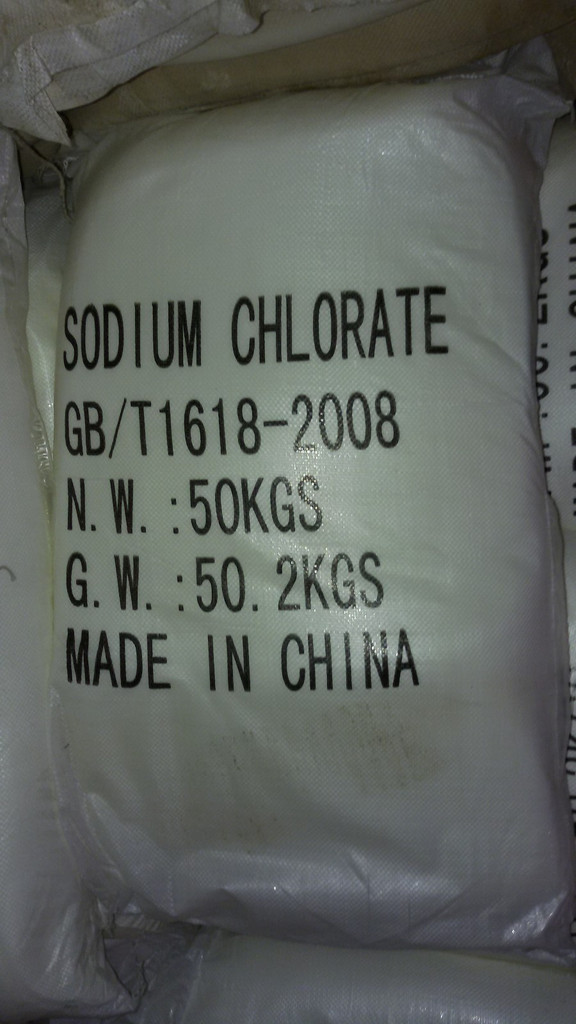 SODIUM CHLORATE
GB/T1618-2008
N.W.:50KGS
G.W.:50.2KGS
MADE IN CHINA